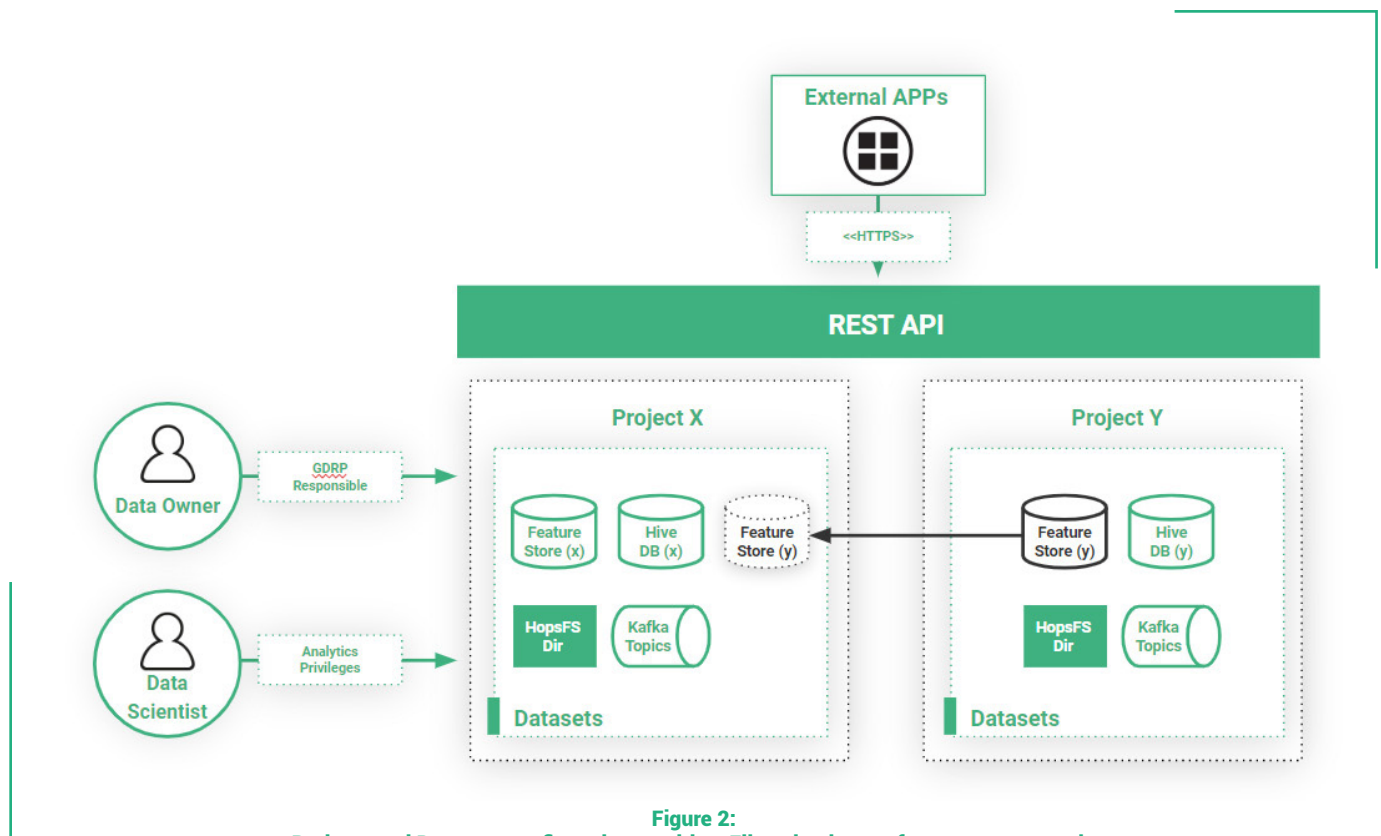 External APPs
<<HTTPS>>
REST API
Project X
Project Y
Data Owner
GDRP
Responsible
Feature
Store (x)
Hive
DB (x)
Feature
Store (y)
Feature
Store (y)
Hive
DB (y)
Data
Scientist
Analytics
Privileges
HopsFS
Dir
Kafka
Topics
HopsFS
Dir
Kafka
Topics
Datasets
Datasets
Figure 2: